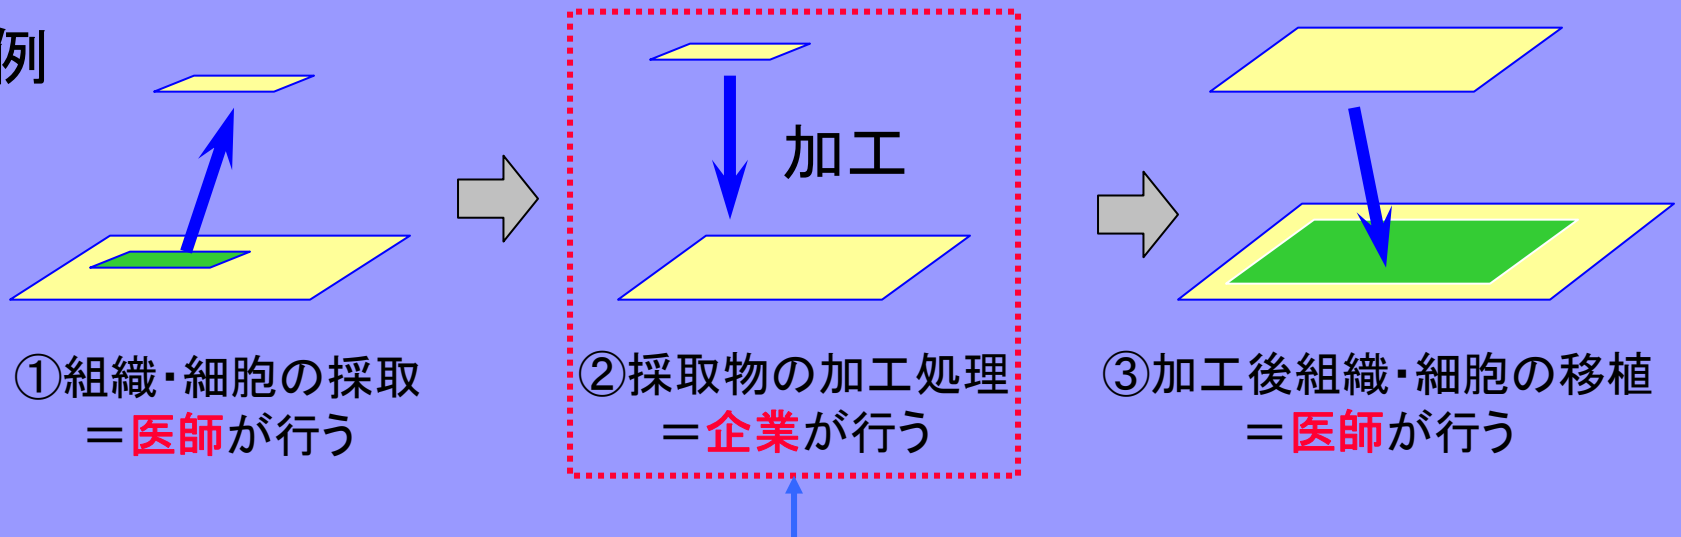 例
加工
①組織・細胞の採取
＝医師が行う
②採取物の加工処理
＝企業が行う
③加工後組織・細胞の移植
＝医師が行う